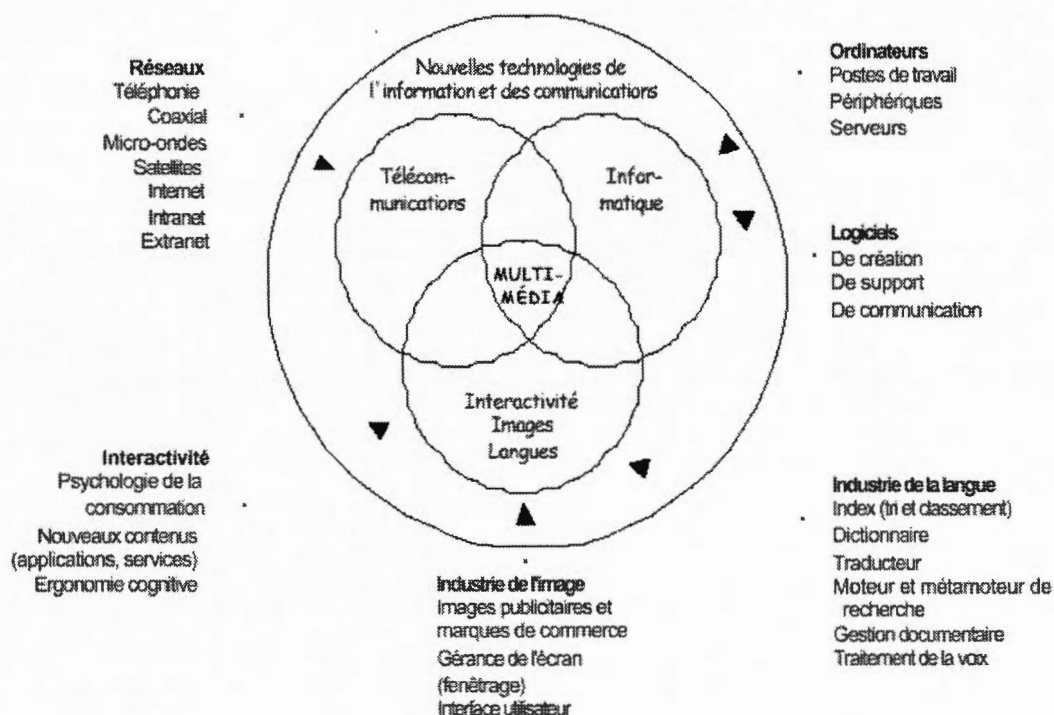 Réseaux
Téléphonie
Coaxial
Micro-ondes
Satellites
Internet
Intranet
Extranet
Nouvelles technologies de
l'information et des communications
Télécom-
munications
Infor-
matique
MULTI-
MÉDIA
Interactivité
Images
Langues
Ordinateurs
Postes de travail
Périphériques
Serveurs
Logiciels
De création
De support
De communication
Interactivité
Psychologie de la
consommation
Nouveaux contenus
(applications, services)
Ergonomie cognitive
Industrie de l'image
Images publicitaires et
marques de commerce
Gérance de l'écran
(fenêtrage)
Interface utilisateur
Industrie de la langue
Index (tri et classement)
Dictionnaire
Traducteur
Moteur et métamoteur de
recherche
Gestion documentaire
Traitement de la voix